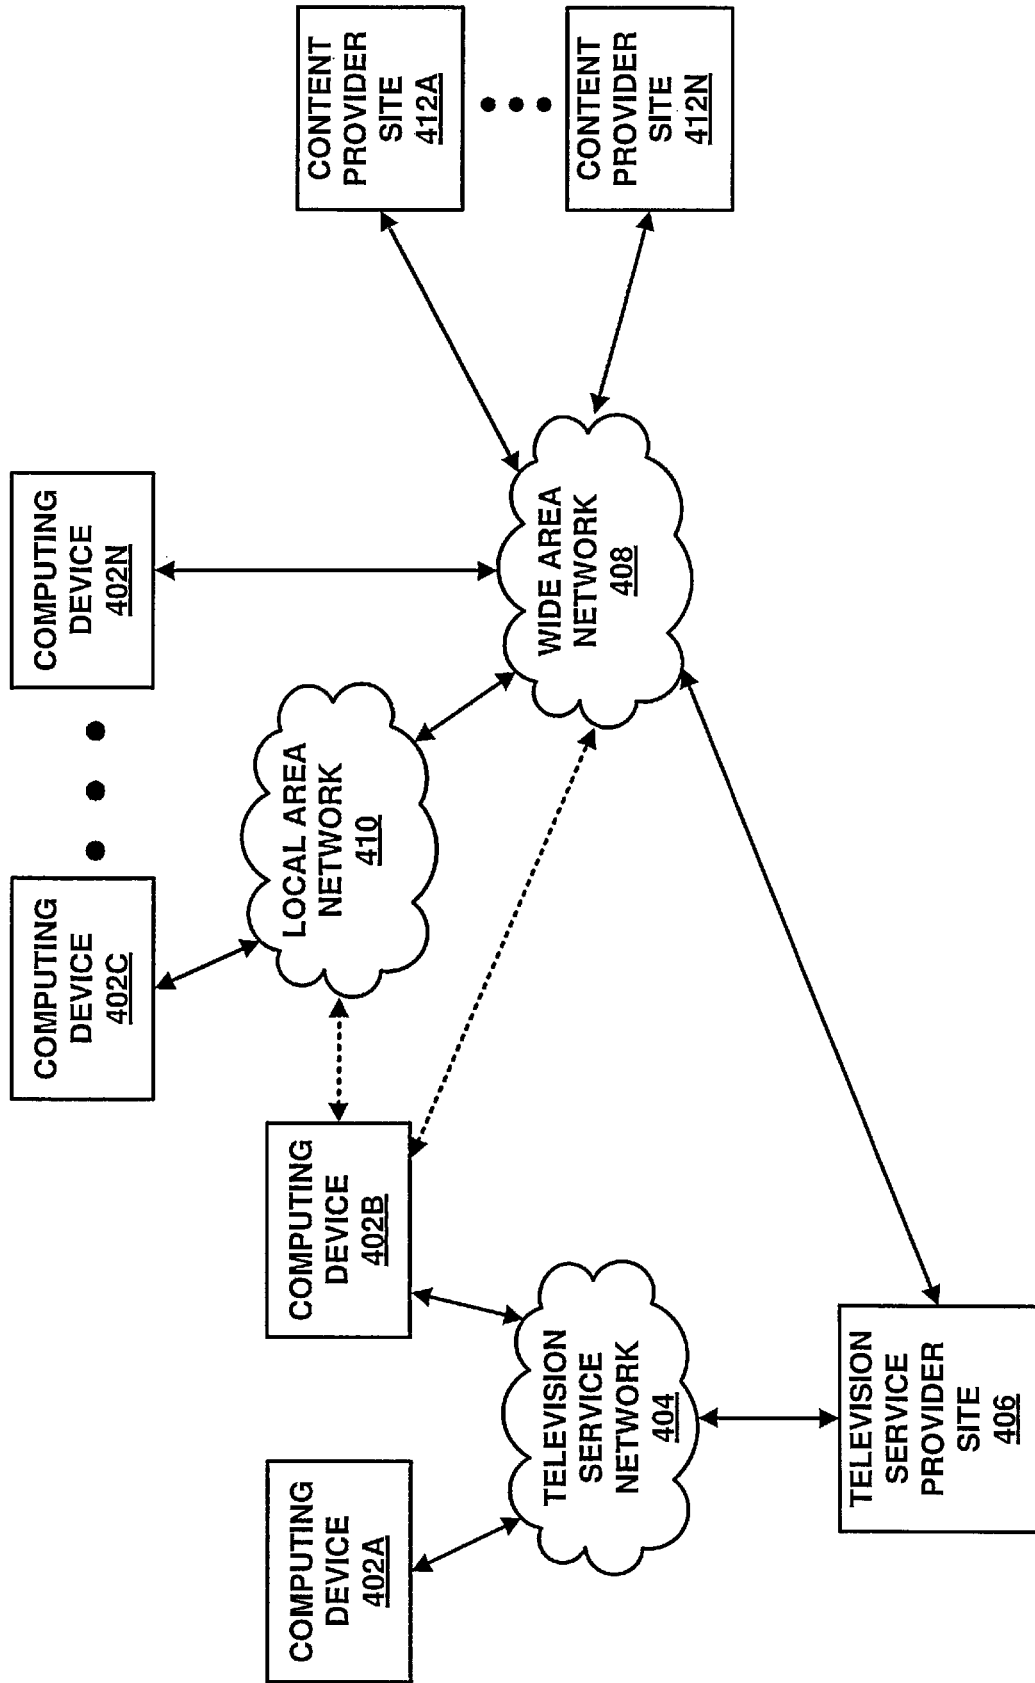 COMPUTING
DEVICE
402A
COMPUTING
DEVICE
402B
COMPUTING
DEVICE
402C
COMPUTING
DEVICE
402N
TELEVISION
SERVICE
NETWORK
404
LOCAL AREA
NETWORK
410
WIDE AREA
NETWORK
408
CONTENT
PROVIDER
SITE
412A
CONTENT
PROVIDER
SITE
412N
TELEVISION
SERVICE
PROVIDER
SITE
406